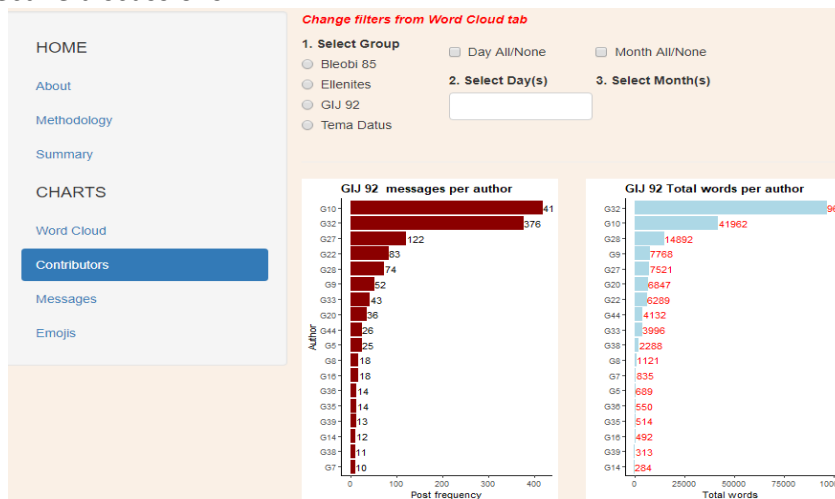 Change filters from Word Cloud tab
HOME
About
Methodology
Summary
CHARTS
Word Cloud
Contributors
Messages
Emojis
1. Select Group
Bleobi 85
Ellenites
GIJ 92
Tema Datus
Day All/None
2. Select Day(s)
Month All/None
3. Select Month(s)
GIJ 92 messages per author
Author
G10 41
G32 376
G27 122
G22 83
G28 74
G9 52
G33 43
G20 36
G44 26
G5 25
G8 18
G16 18
G36 14
G35 14
G39 13
G14 12
G38 11
G7 10
0 100 200 300 400
Post frequency
GIJ 92 Total words per author
G32 96
G10 41962
G28 14892
G9 7768
G27 7521
G20 6847
G22 6289
G44 4132
G33 3996
G38 2288
G8 1121
G7 835
G5 689
G36 550
G35 514
G16 492
G39 313
G14 284
0 25000 50000 75000 1000
Total words